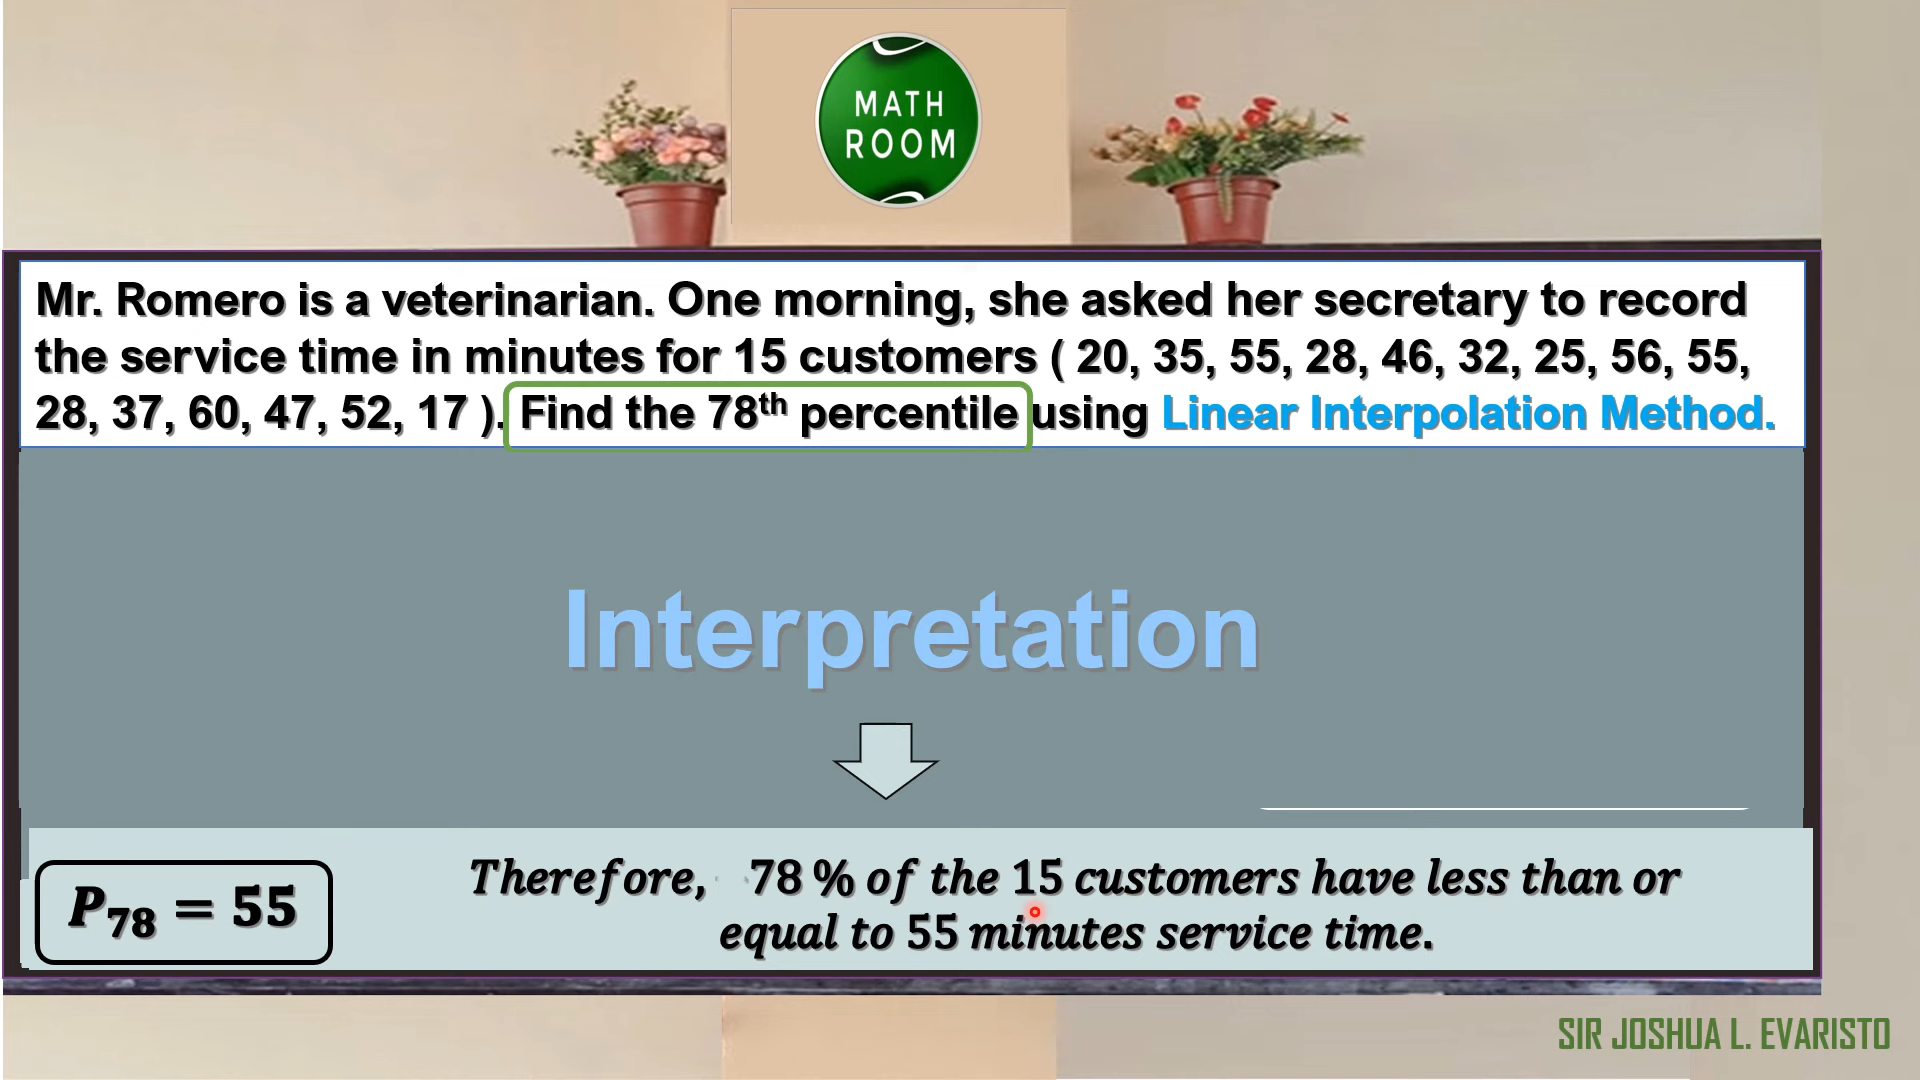 MATH
ROOM
Mr. Romero is a veterinarian. One morning, she asked her secretary to record
the service time in minutes for 15 customers ( 20, 35, 55, 28, 46, 32, 25, 56, 55,
28, 37, 60, 47, 52, 17 ). Find the 78th percentile using Linear Interpolation Method.
Interpretation
P78 = 55
Therefore, 78 % of the 15 customers have less than or
equal to 55 minutes service time.
SIR JOSHUA L. EVARISTO